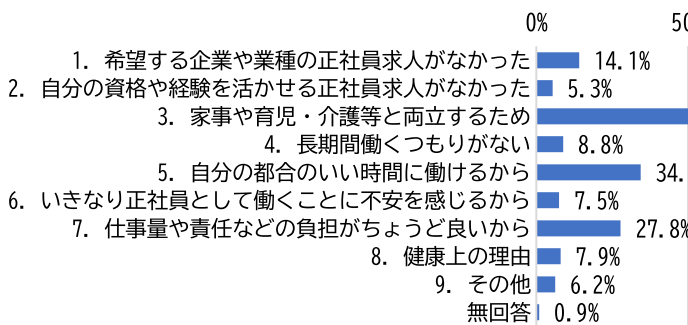 0% 50
1. 希望する企業や業種の正社員求人がなかった 14.1%
2. 自分の資格や経験を活かせる正社員求人がなかった 5.3%
3. 家事や育児・介護等と両立するため
4. 長期間働くつもりがない 8.8%
5. 自分の都合のいい時間に働けるから 34.
6. いきなり正社員として働くことに不安を感じるから 7.5%
7. 仕事量や責任などの負担がちょうど良いから 27.8%
8. 健康上の理由 7.9%
9. その他 6.2%
無回答 0.9%